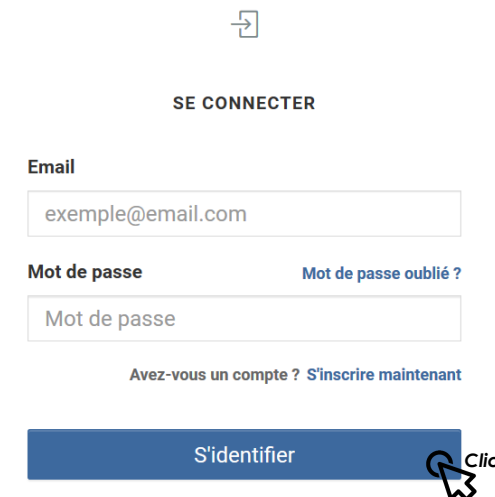 SE CONNECTER
Email
exemple@email.com
Mot de passe Mot de passe oublié ?
Mot de passe
Avez-vous un compte ? S'inscrire maintenant
S'identifier